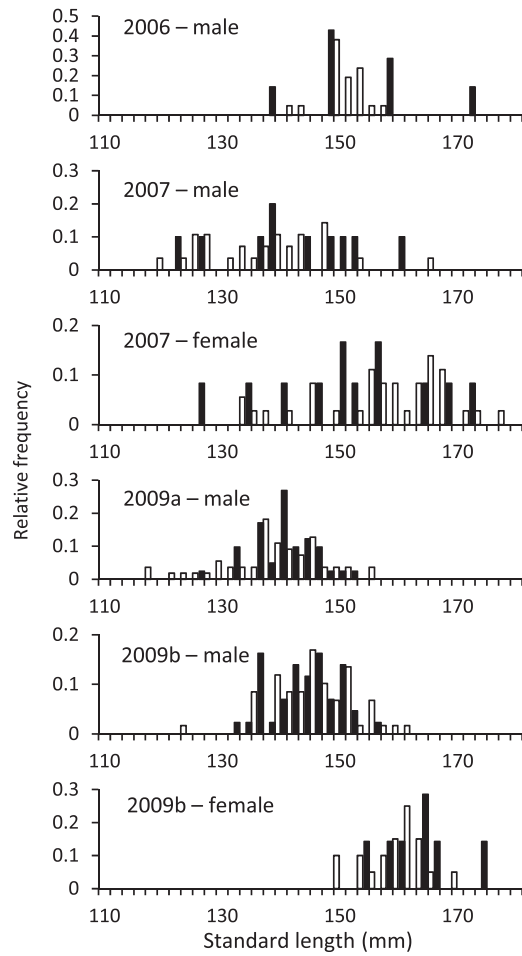 0.5
0.4
0.3
0.2
0.1
0
2006 – male
110 130 150 170
0.3
0.2
0.1
0
2007 – male
110 130 150 170
0.2
0.1
0
2007 – female
110 130 150 170
Relative frequency
0.4
0.3
0.2
0.1
0
2009a – male
110 130 150 170
0.2
0.1
0
2009b – male
110 130 150 170
0.3
0.2
0.1
0
2009b – female
110 130 150 170
Standard length (mm)